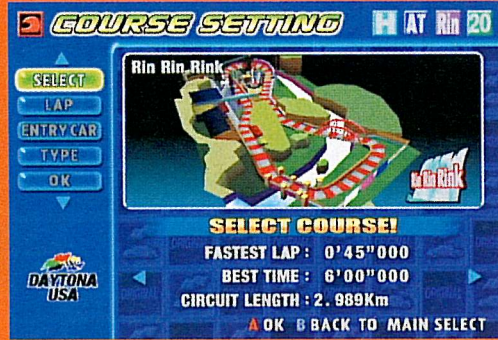 COURSE SETTING H AT Rin 20
SELECT
LAP
ENTRY CAR
TYPE
OK
Rin Rin Rink
Rin Rin Rink
SELECT COURSE!
FASTEST LAP : 0'45"000
BEST TIME : 6'00"000
CIRCUIT LENGTH : 2.989Km
DAYTONA
USA
A OK B BACK TO MAIN SELECT